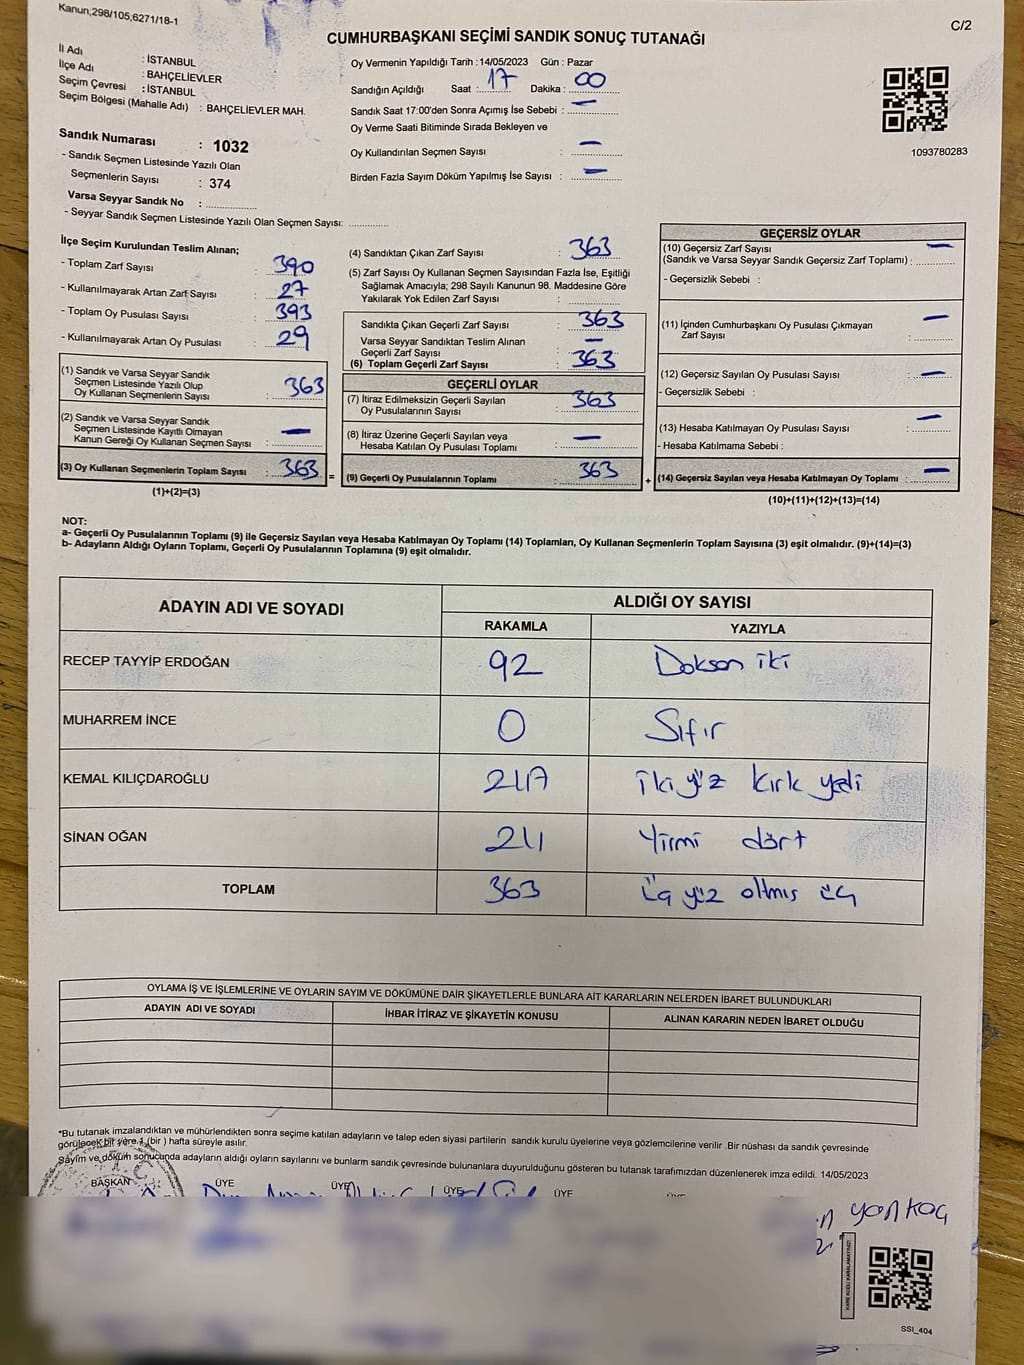 Kanun;298/105;6271/18-1
C/2
CUMHURBAŞKANI SEÇİMİ SANDIK SONUÇ TUTANAĞI
İl Adı : İSTANBUL
İlçe Adı : BAHÇELİEVLER
Seçim Çevresi : İSTANBUL
Seçim Bölgesi (Mahalle Adı) : BAHÇELİEVLER MAH.
Oy Vermenin Yapıldığı Tarih : 14/05/2023 Gün : Pazar
Sandığın Açıldığı Saat : 17 Dakika : 00
Sandık Saat 17:00'den Sonra Açımış İse Sebebi : —
Oy Verme Saati Bitiminde Sırada Bekleyen ve
Oy Kullandırılan Seçmen Sayısı : —
Birden Fazla Sayım Döküm Yapılmış İse Sayısı : —
1093780283
Sandık Numarası : 1032
- Sandık Seçmen Listesinde Yazılı Olan
Seçmenlerin Sayısı : 374
Varsa Seyyar Sandık No :
- Seyyar Sandık Seçmen Listesinde Yazılı Olan Seçmen Sayısı:
İlçe Seçim Kurulundan Teslim Alınan;
- Toplam Zarf Sayısı : 390
- Kullanılmayarak Artan Zarf Sayısı : 27
- Toplam Oy Pusulası Sayısı : 393
- Kullanılmayarak Artan Oy Pusulası : 29
(1) Sandık ve Varsa Seyyar Sandık
Seçmen Listesinde Yazılı Olup
Oy Kullanan Seçmenlerin Sayısı : 363
(2) Sandık ve Varsa Seyyar Sandık
Seçmen Listesinde Kayıtlı Olmayan
Kanun Gereği Oy Kullanan Seçmen Sayısı : —
(3) Oy Kullanan Seçmenlerin Toplam Sayısı : 363 =
(1)+(2)=(3)
(4) Sandıktan Çıkan Zarf Sayısı : 363
(5) Zarf Sayısı Oy Kullanan Seçmen Sayısından Fazla İse, Eşitliği
Sağlamak Amacıyla; 298 Sayılı Kanunun 98. Maddesine Göre
Yakılarak Yok Edilen Zarf Sayısı :
Sandıkta Çıkan Geçerli Zarf Sayısı : 363
Varsa Seyyar Sandıktan Teslim Alınan
Geçerli Zarf Sayısı : —
(6) Toplam Geçerli Zarf Sayısı : 363
GEÇERLİ OYLAR
(7) İtiraz Edilmeksizin Geçerli Sayılan
Oy Pusulalarının Sayısı : 363
(8) İtiraz Üzerine Geçerli Sayılan veya
Hesaba Katılan Oy Pusulası Toplamı : —
(9) Geçerli Oy Pusulalarının Toplamı : 363 +
GEÇERSİZ OYLAR
(10) Geçersiz Zarf Sayısı
(Sandık ve Varsa Seyyar Sandık Geçersiz Zarf Toplamı) : —
- Geçersizlik Sebebi :
(11) İçinden Cumhurbaşkanı Oy Pusulası Çıkmayan
Zarf Sayısı : —
(12) Geçersiz Sayılan Oy Pusulası Sayısı : —
- Geçersizlik Sebebi :
(13) Hesaba Katılmayan Oy Pusulası Sayısı : —
- Hesaba Katılmama Sebebi :
(14) Geçersiz Sayılan veya Hesaba Katılmayan Oy Toplamı : —
(10)+(11)+(12)+(13)=(14)
NOT:
a- Geçerli Oy Pusulalarının Toplamı (9) ile Geçersiz Sayılan veya Hesaba Katılmayan Oy Toplamı (14) Toplamları, Oy Kullanan Seçmenlerin Toplam Sayısına (3) eşit olmalıdır. (9)+(14)=(3)
b- Adayların Aldığı Oyların Toplamı, Geçerli Oy Pusulalarının Toplamına (9) eşit olmalıdır.
ADAYIN ADI VE SOYADI ALDIĞI OY SAYISI
RAKAMLA YAZIYLA
RECEP TAYYİP ERDOĞAN 92 Doksan iki
MUHARREM İNCE 0 Sıfır
KEMAL KILIÇDAROĞLU 247 iki yüz kırk yedi
SİNAN OĞAN 24 Yirmi dört
TOPLAM 363 üç yüz altmış üç
OYLAMA İŞ VE İŞLEMLERİNE VE OYLARIN SAYIM VE DÖKÜMÜNE DAİR ŞİKAYETLERLE BUNLARA AİT KARARLARIN NELERDEN İBARET BULUNDUKLARI
ADAYIN ADI VE SOYADI İHBAR İTİRAZ VE ŞİKAYETİN KONUSU ALINAN KARARIN NEDEN İBARET OLDUĞU
*Bu tutanak imzalandıktan ve mühürlendikten sonra seçime katılan adayların ve talep eden siyasi partilerin sandık kurulu üyelerine veya gözlemcilerine verilir .Bir nüshası da sandık çevresinde
görülecek bir yere 1 (bir ) hafta süreyle asılır.
Sayım ve döküm sonucunda adayların aldığı oyların sayılarını ve bunların sandık çevresinde bulunanlara duyurulduğunu gösteren bu tutanak tarafımızdan düzenlenerek imza edildi. 14/05/2023
BAŞKAN ÜYE ÜYE ÜYE ÜYE
SSI_404